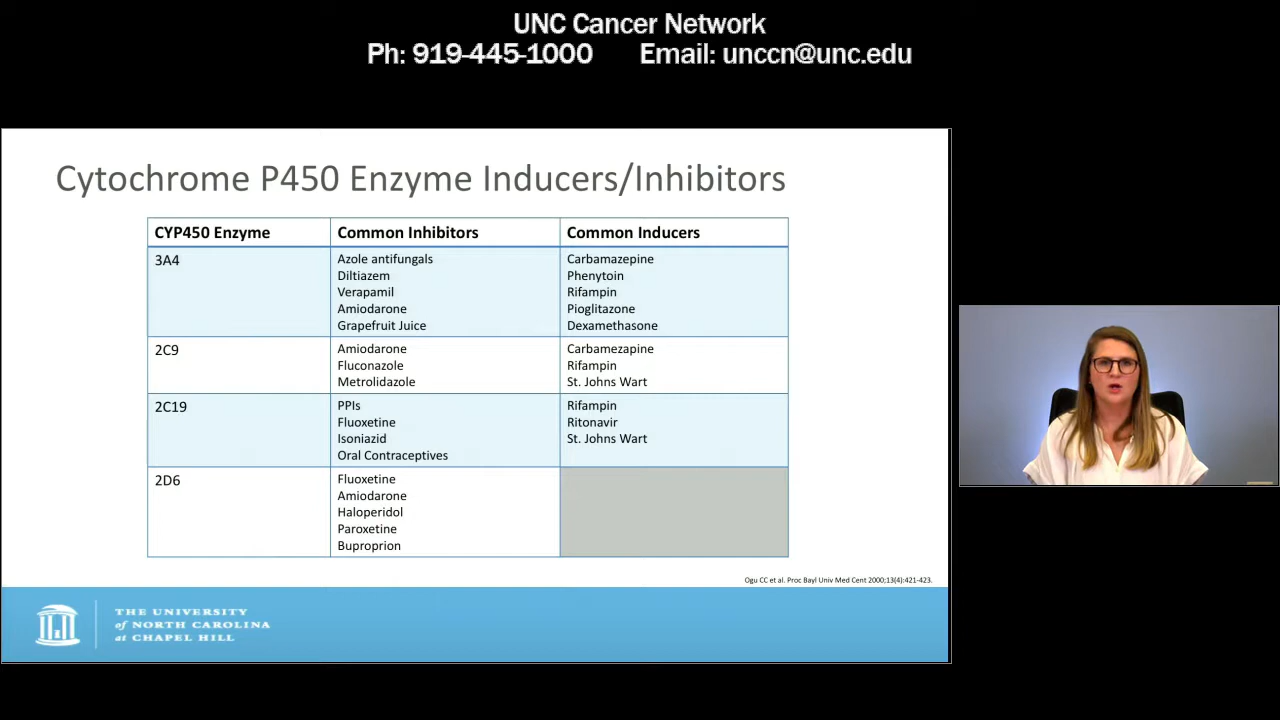 UNC Cancer Network
Ph: 919-445-1000 Email: unccn@unc.edu
Cytochrome P450 Enzyme Inducers/Inhibitors
CYP450 Enzyme Common Inhibitors Common Inducers
3A4
Azole antifungals
Diltiazem
Verapamil
Amiodarone
Grapefruit Juice
Carbamazepine
Phenytoin
Rifampin
Pioglitazone
Dexamethasone
2C9
Amiodarone
Fluconazole
Metrolidazole
Carbamezapine
Rifampin
St. Johns Wart
2C19
PPIs
Fluoxetine
Isoniazid
Oral Contraceptives
Rifampin
Ritonavir
St. Johns Wart
2D6
Fluoxetine
Amiodarone
Haloperidol
Paroxetine
Buproprion
Ogu CC et al. Proc Bayl Univ Med Cent 2000;13(4):421-423.
THE UNIVERSITY
of NORTH CAROLINA
at CHAPEL HILL